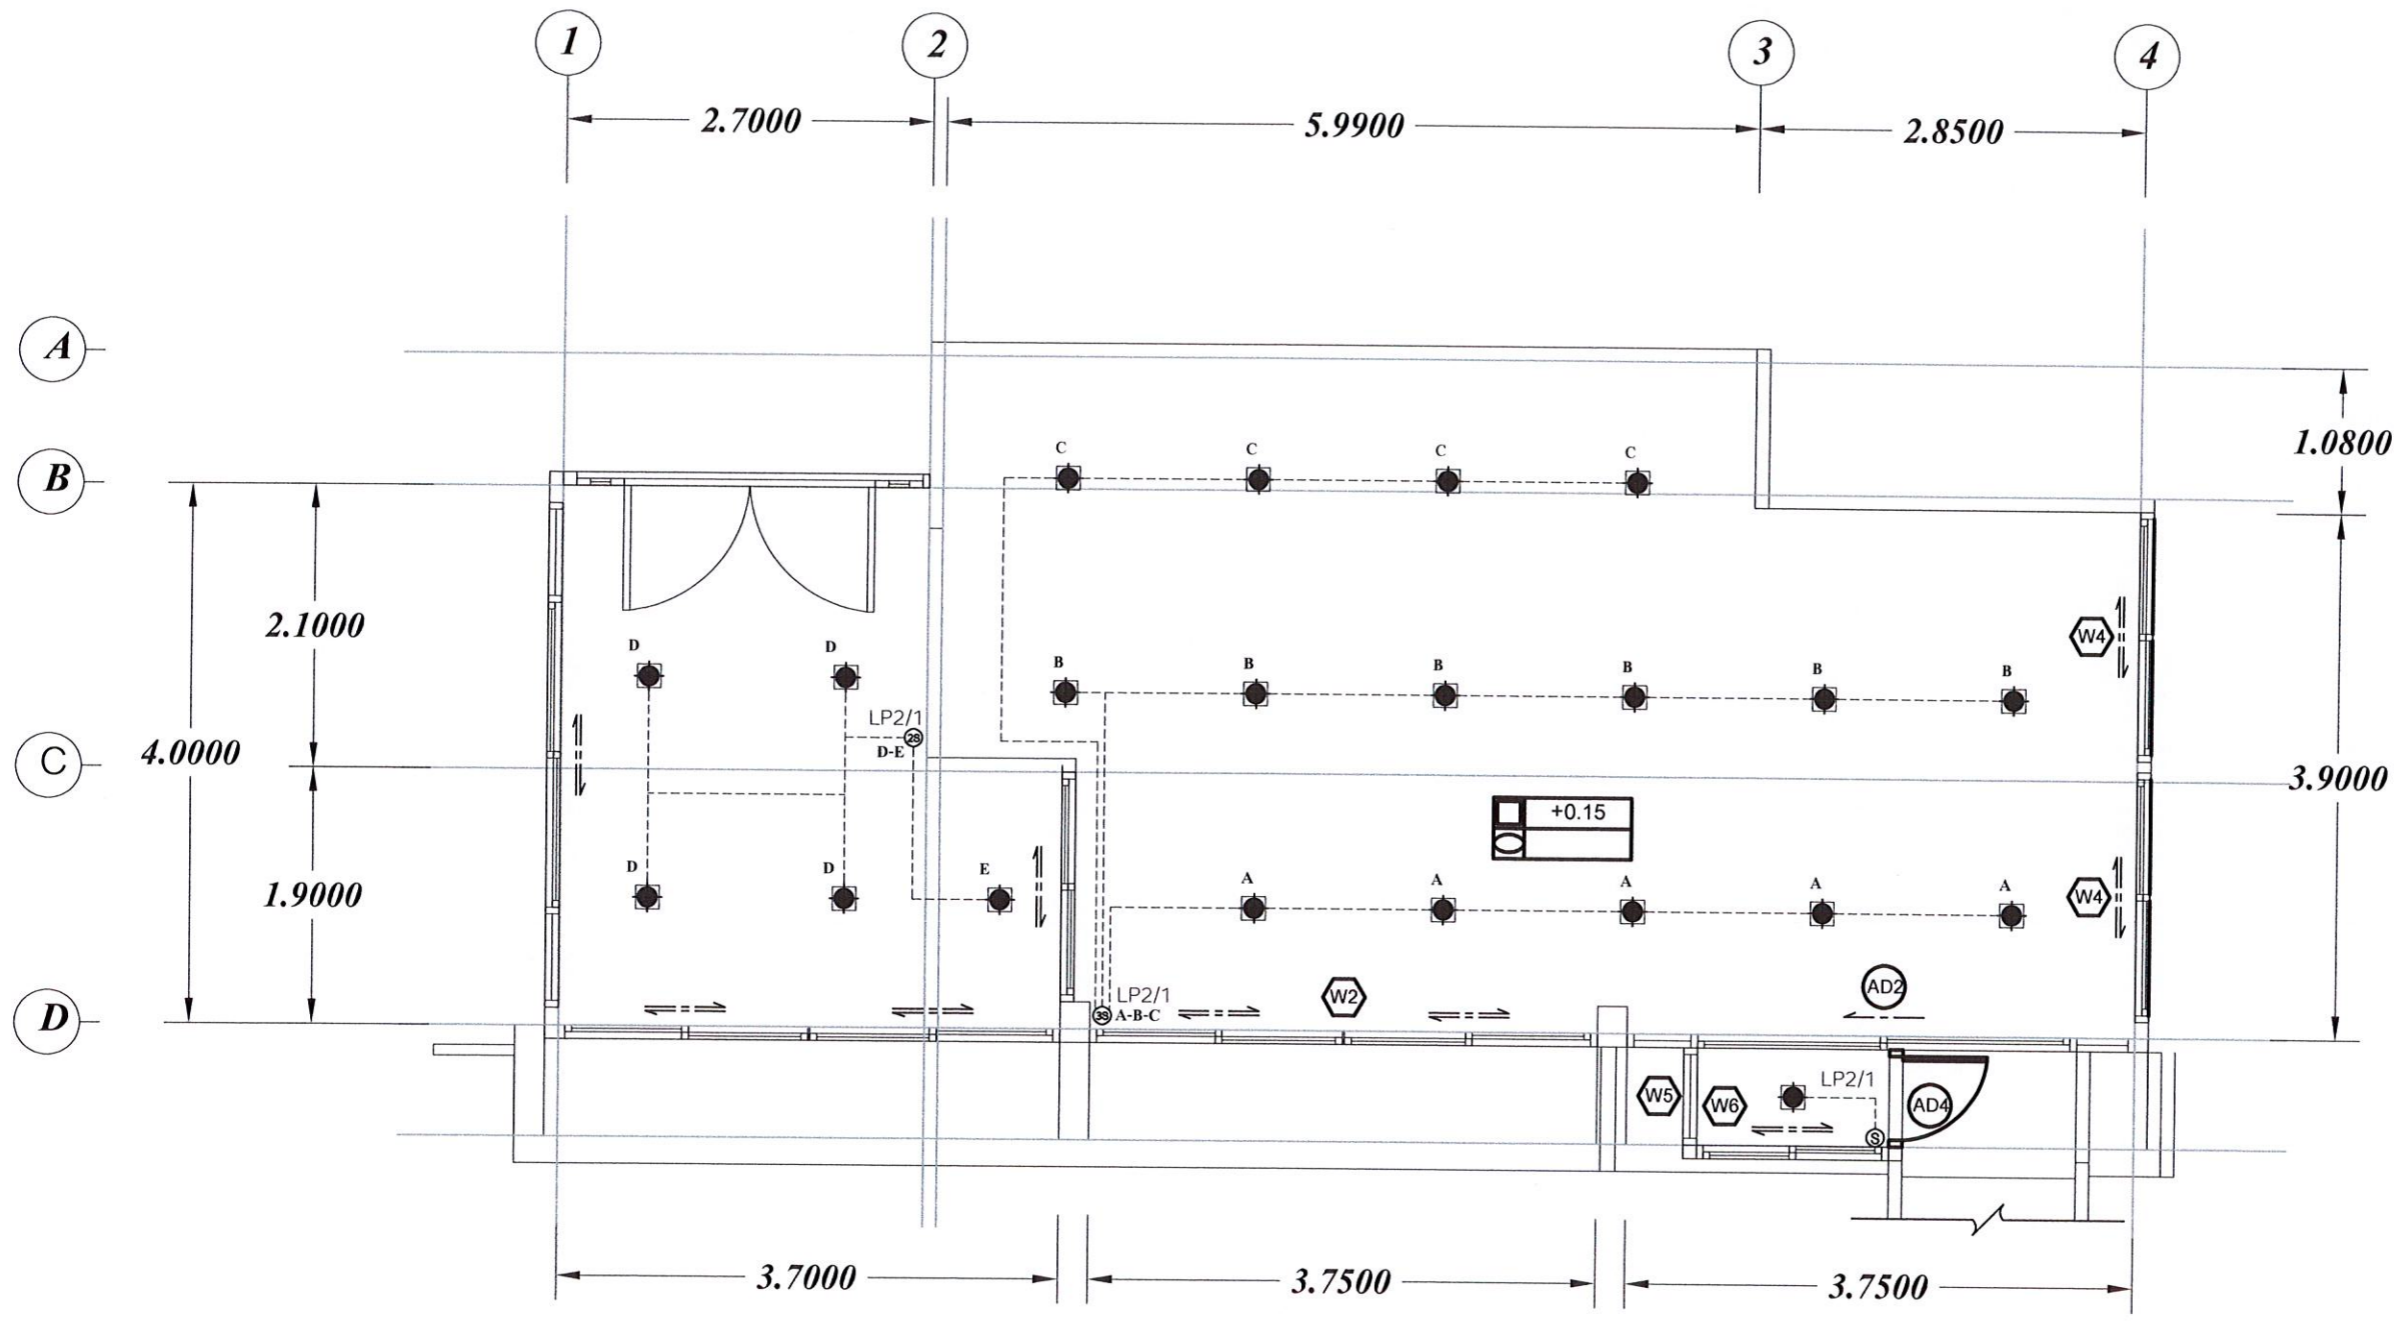 1 2 3 4
2.7000 5.9900 2.8500
A
1.0800
B
C C C C
2.1000
W4
D D
B B B B B B
LP2/1
2S
D-E
C
4.0000
3.9000
+0.15
1.9000
D D E
A A A A A
W4
AD2
W2
LP2/1
3S A-B-C
D
LP2/1
W5 W6 AD4
S
3.7000 3.7500 3.7500